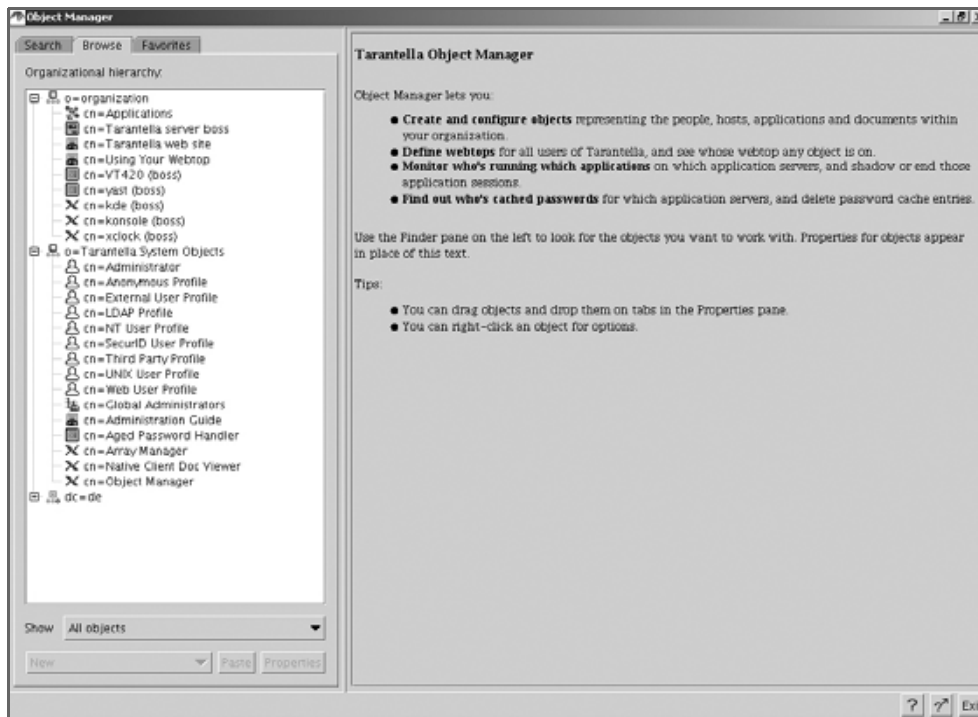 Object Manager
Search Browse Favorites
Organizational hierarchy:
o=organization
cn=Applications
cn=Tarantella server boss
cn=Tarantella web site
cn=Using Your Webtop
cn=VT420 (boss)
cn=yast (boss)
cn=kde (boss)
cn=konsole (boss)
cn=xclock (boss)
o=Tarantella System Objects
cn=Administrator
cn=Anonymous Profile
cn=External User Profile
cn=LDAP Profile
cn=NT User Profile
cn=SecurID User Profile
cn=Third Party Profile
cn=UNIX User Profile
cn=Web User Profile
cn=Global Administrators
cn=Administration Guide
cn=Aged Password Handler
cn=Array Manager
cn=Native Client Doc Viewer
cn=Object Manager
dc=de
Show All objects
New Paste Properties
Tarantella Object Manager
Object Manager lets you:
● Create and configure objects representing the people, hosts, applications and documents within
your organization.
● Define webtops for all users of Tarantella, and see whose webtop any object is on.
● Monitor who's running which applications on which application servers, and shadow or end those
application sessions.
● Find out who's cached passwords for which application servers, and delete password cache entries.
Use the Finder pane on the left to look for the objects you want to work with. Properties for objects appear
in place of this text.
Tips:
● You can drag objects and drop them on tabs in the Properties pane.
● You can right-click an object for options.
? ?